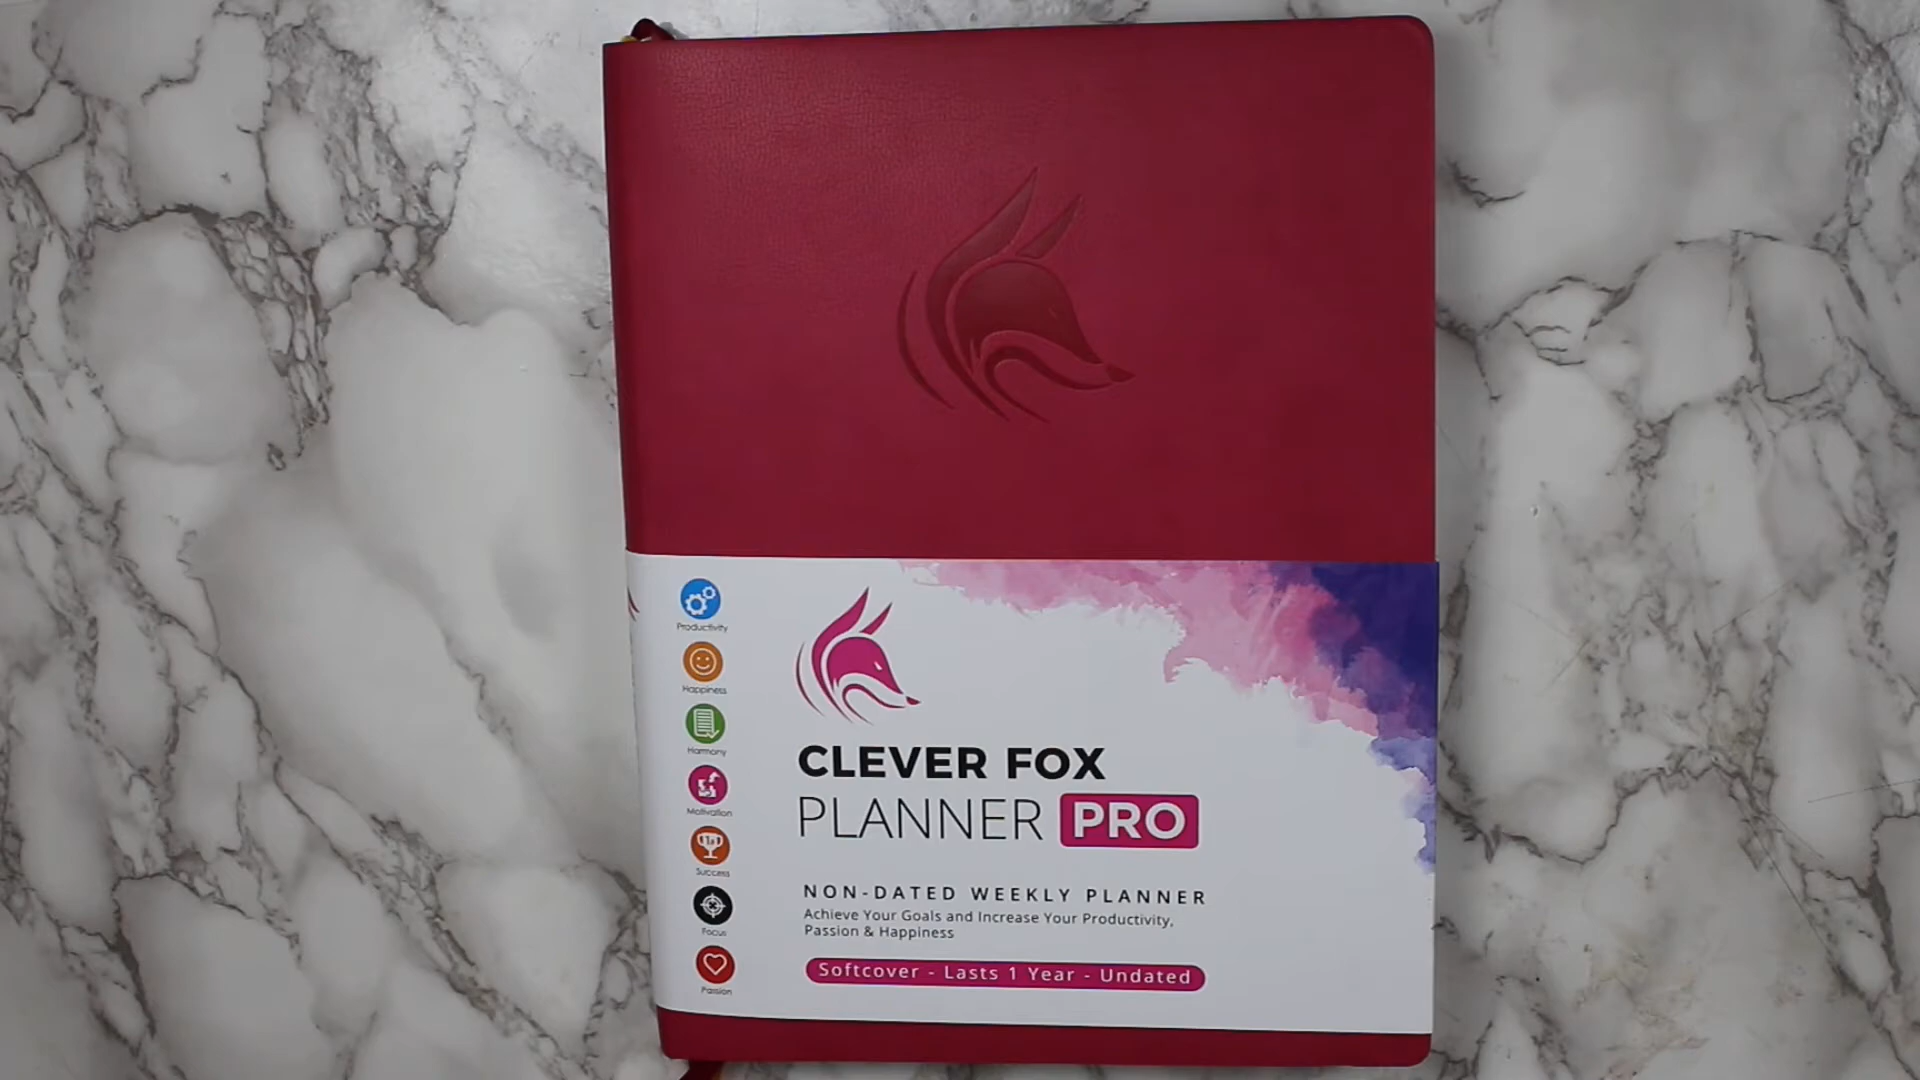 Productivity
Happiness
Harmony
Motivation
Success
Focus
Passion
CLEVER FOX
PLANNER PRO
NON-DATED WEEKLY PLANNER
Achieve Your Goals and Increase Your Productivity,
Passion & Happiness
Softcover - Lasts 1 Year - Undated